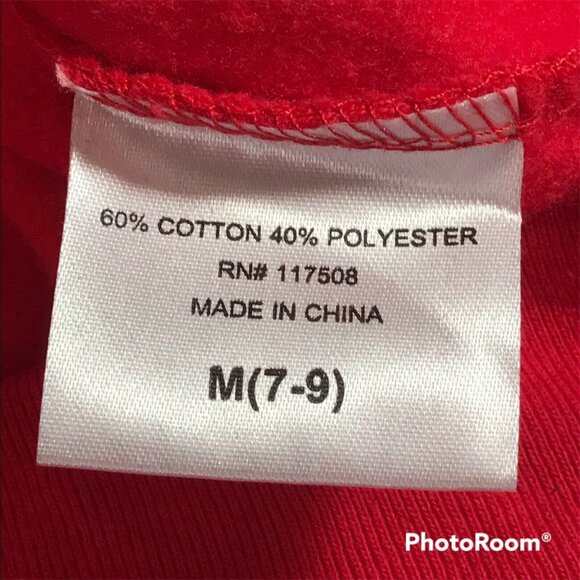 60% COTTON 40% POLYESTER
RN# 117508
MADE IN CHINA
M(7-9)
PhotoRoom®